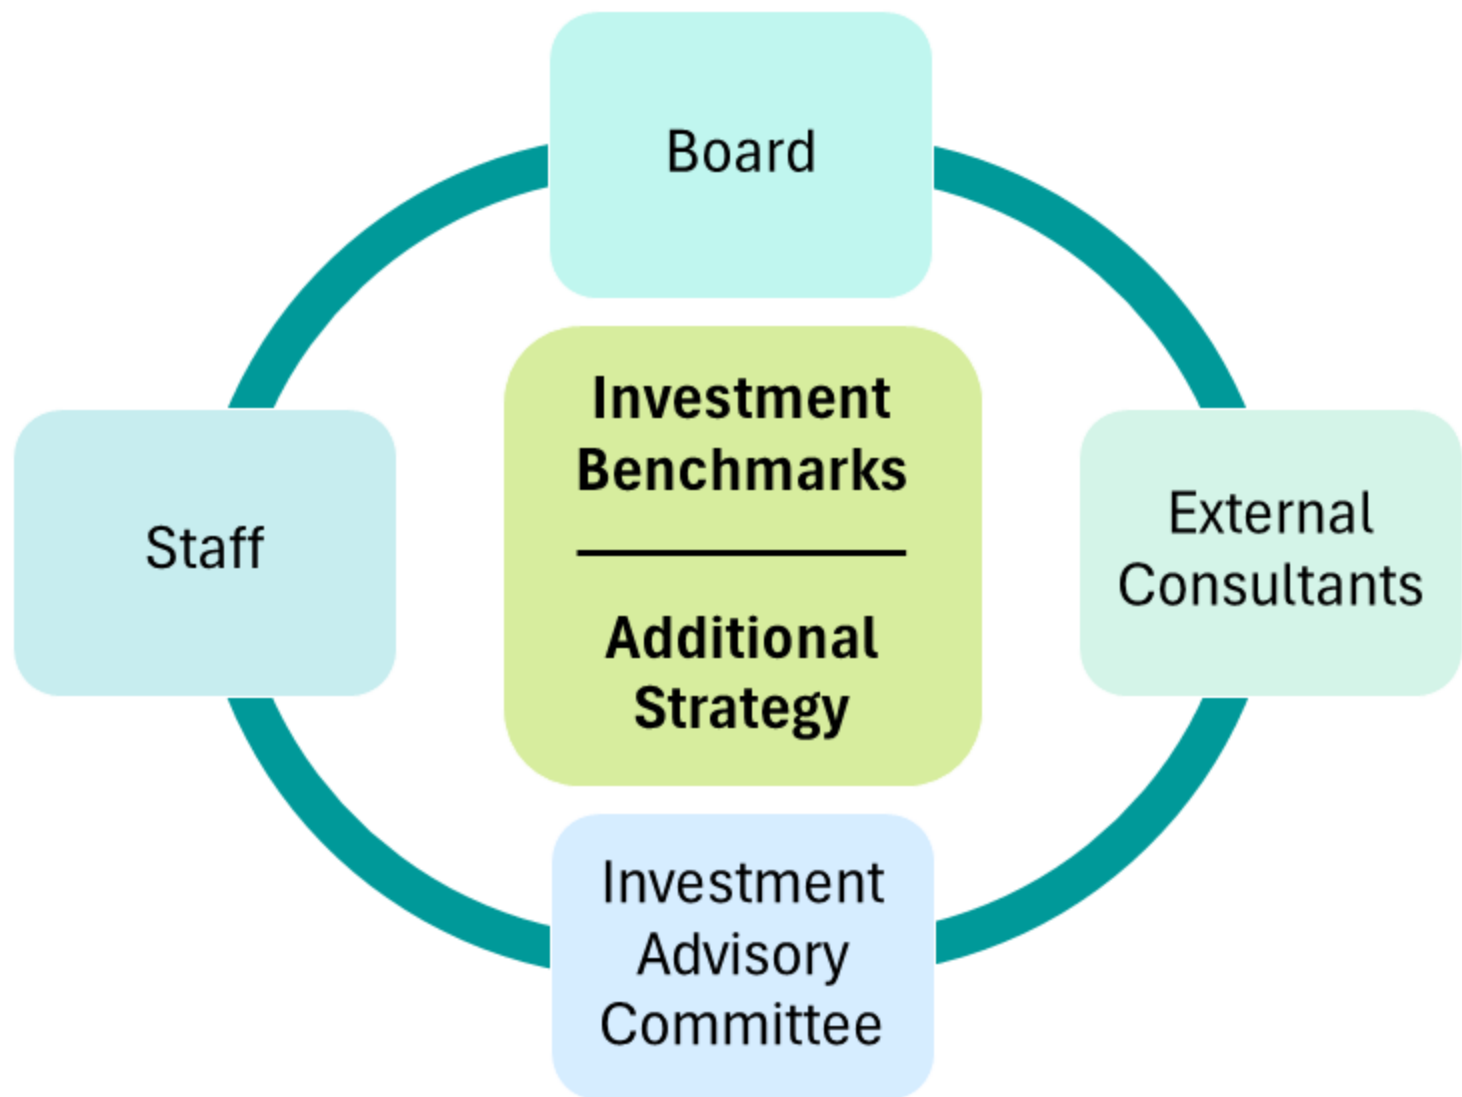 Board
Investment
Benchmarks
Additional
Strategy
Staff
External
Consultants
Investment
Advisory
Committee